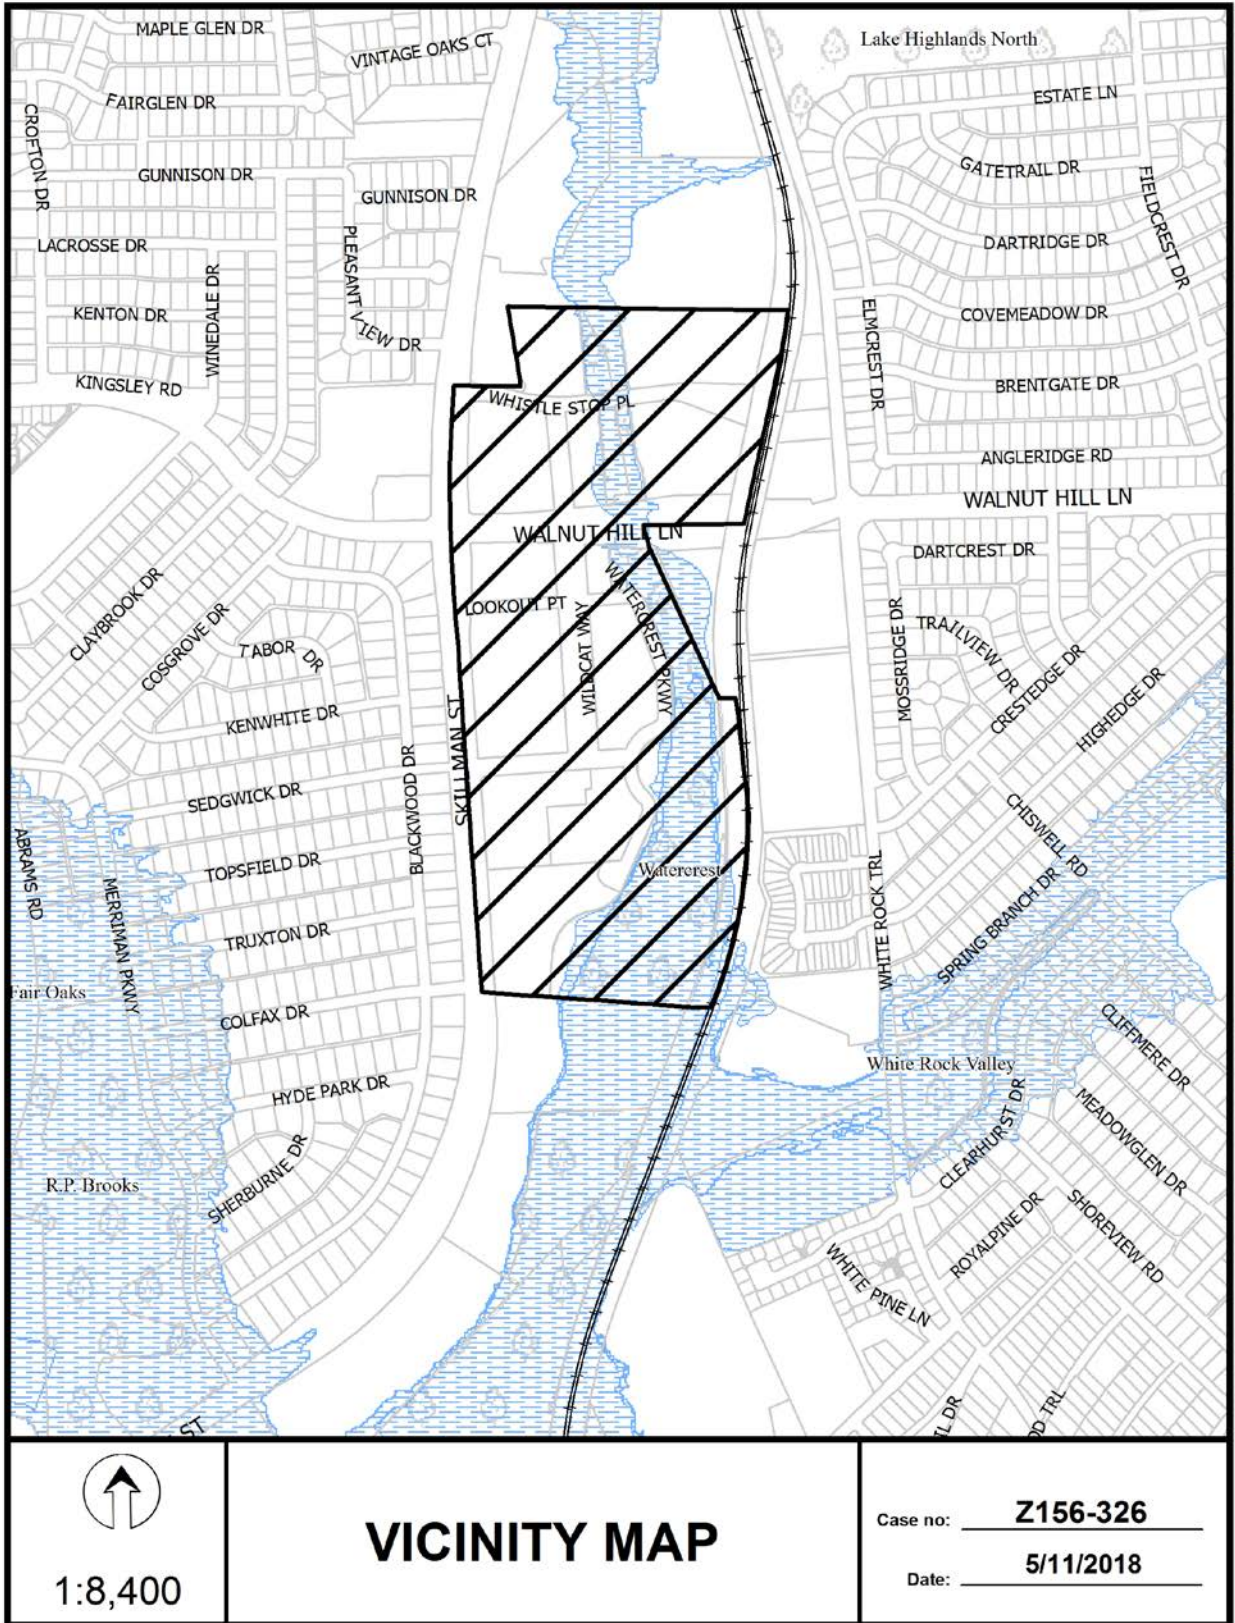 MAPLE GLEN DR
VINTAGE OAKS CT
Lake Highlands North
FAIRGLEN DR
ESTATE LN
CROFTON DR
GUNNISON DR
GUNNISON DR
GATETRAIL DR
FIELDCREST DR
LACROSSE DR
PLEASANT VIEW DR
DARTRIDGE DR
WINEDALE DR
KENTON DR
ELMCREST DR
COVEMEADOW DR
KINGSLEY RD
BRENTGATE DR
WHISTLE STOP PL
ANGLERIDGE RD
WALNUT HILL LN
WALNUT HILL LN
DARTCREST DR
CLAYBROOK DR
COSGROVE DR
LOOKOUT PT
WATERCREST PKWY
WILDCAT WAY
MOSSRIDGE DR
TRAILVIEW DR
TABOR DR
CRESTEDGE DR
HIGHEDGE DR
KENWHITE DR
SKILLMAN ST
BLACKWOOD DR
SEDGWICK DR
CHISWELL RD
ABRAMS RD
TOPSFIELD DR
Watercrest
MERRIMAN PKWY
WHITE ROCK TRL
SPRING BRANCH DR
TRUXTON DR
Fair Oaks
COLFAX DR
CLIFFMERE DR
White Rock Valley
HYDE PARK DR
CLEARHURST DR
MEADOWGLEN DR
R.P. Brooks
SHERBURNE DR
ROYALPINE DR
SHOREVIEW RD
WHITE PINE LN
ST
IL DR
OD TRL
1:8,400
VICINITY MAP
Case no: Z156-326
Date: 5/11/2018